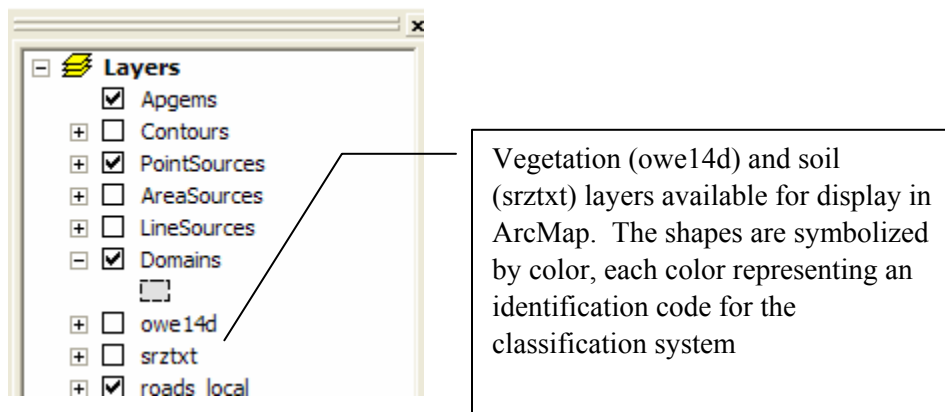 Layers
Apgems
Contours
PointSources
AreaSources
LineSources
Domains
owe14d
srztxt
roads_local
Vegetation (owe14d) and soil
(srztxt) layers available for display in
ArcMap. The shapes are symbolized
by color, each color representing an
identification code for the
classification system